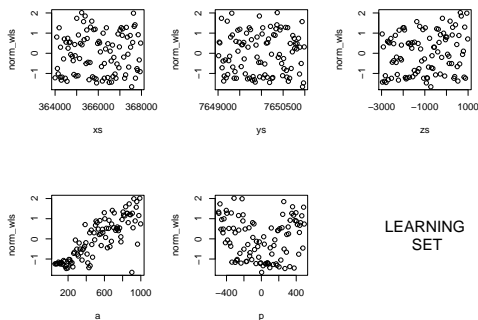 norm_wls
−1 0 1 2
364000 366000 368000
xs
norm_wls
−1 0 1 2
7649000 7650500
ys
norm_wls
−1 0 1 2
−3000 −1000 0 1000
zs
norm_wls
−1 0 1 2
200 600 1000
a
norm_wls
−1 0 1 2
−400 0 200 400
p
LEARNING
SET